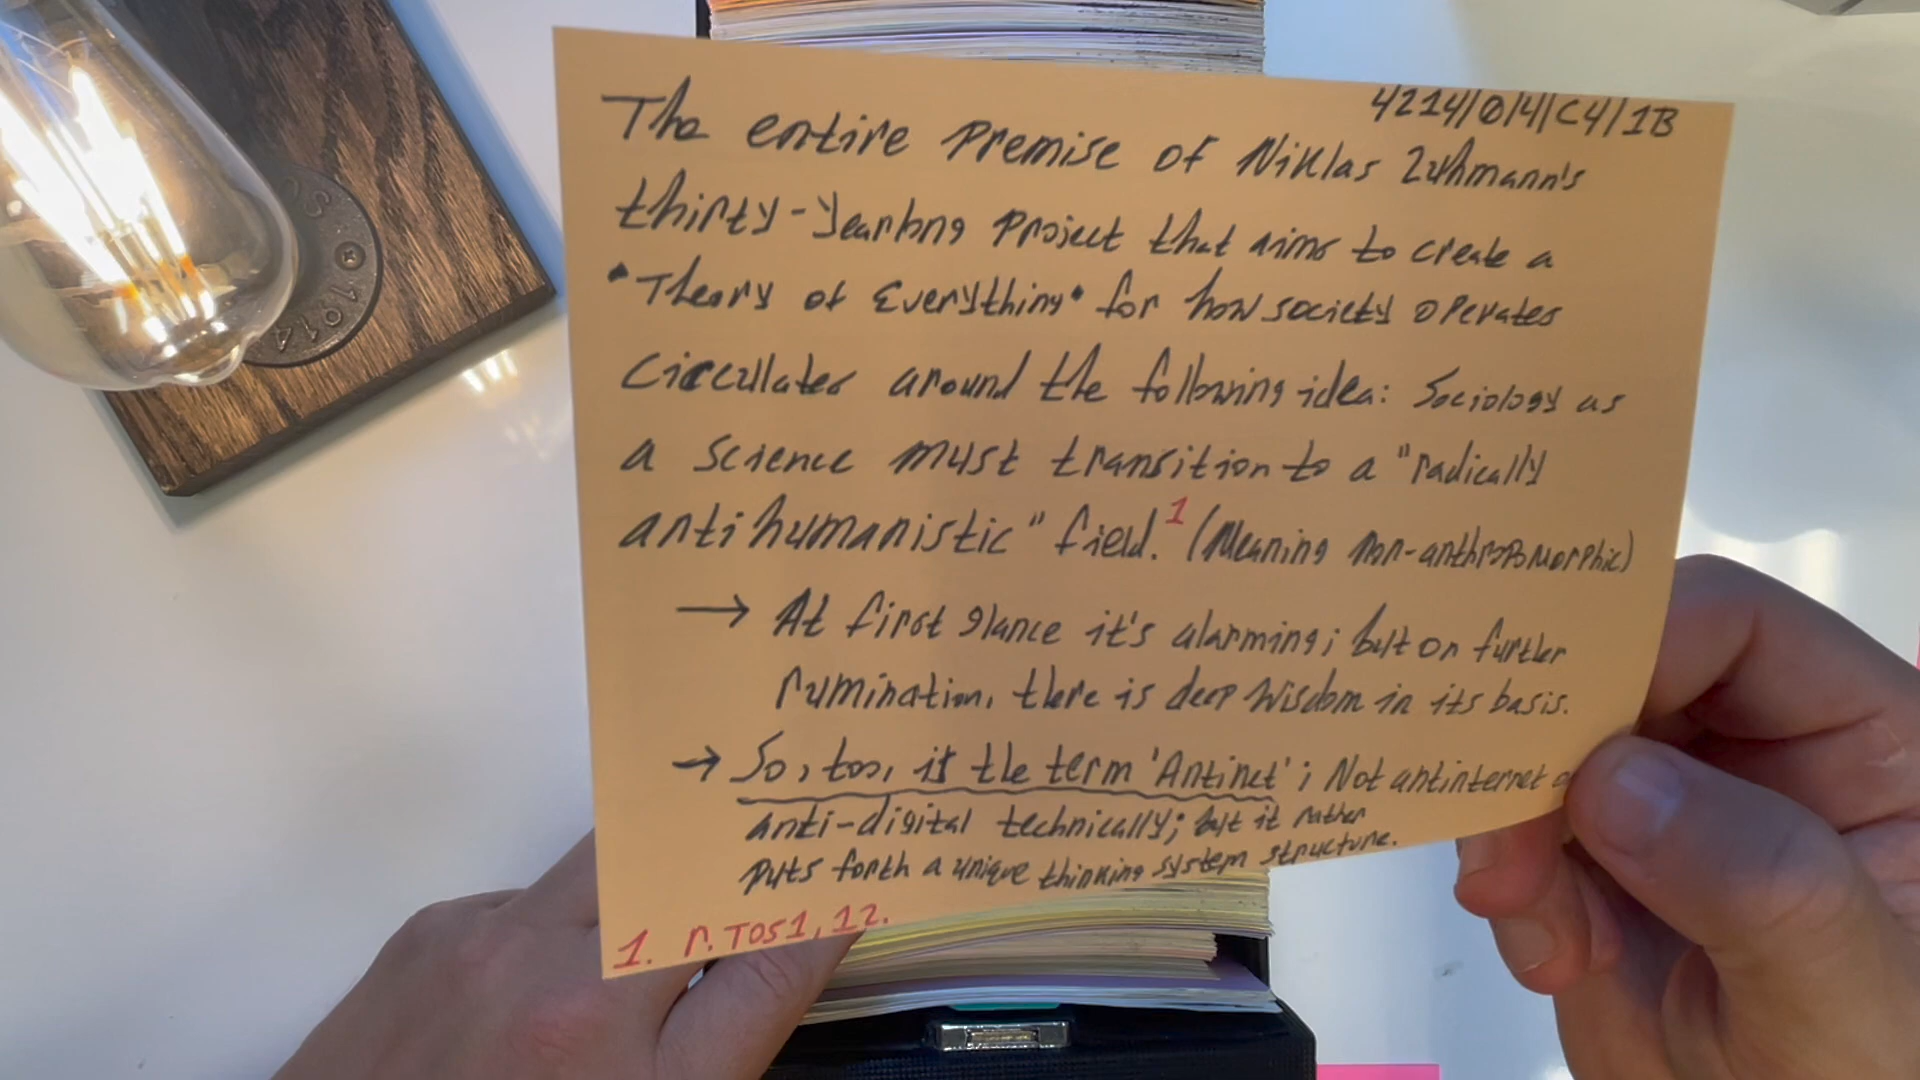 4214/0/4/C4/1B
The entire premise of Niklas Luhmann's
thirty-yearlong project that aims to create a
"Theory of Everything" for how society operates
circulates around the following idea: Sociology as
a science must transition to a "radically
antihumanistic" field.¹ (Meaning non-anthropomorphic)
→ At first glance it's alarming; but on further
rumination, there is deep wisdom in its basis.
→ So, too, is the term 'Antinet'; Not antinternet
anti-digital technically; but it rather
puts forth a unique thinking system structure.
1. r.TOS1,12.
1914